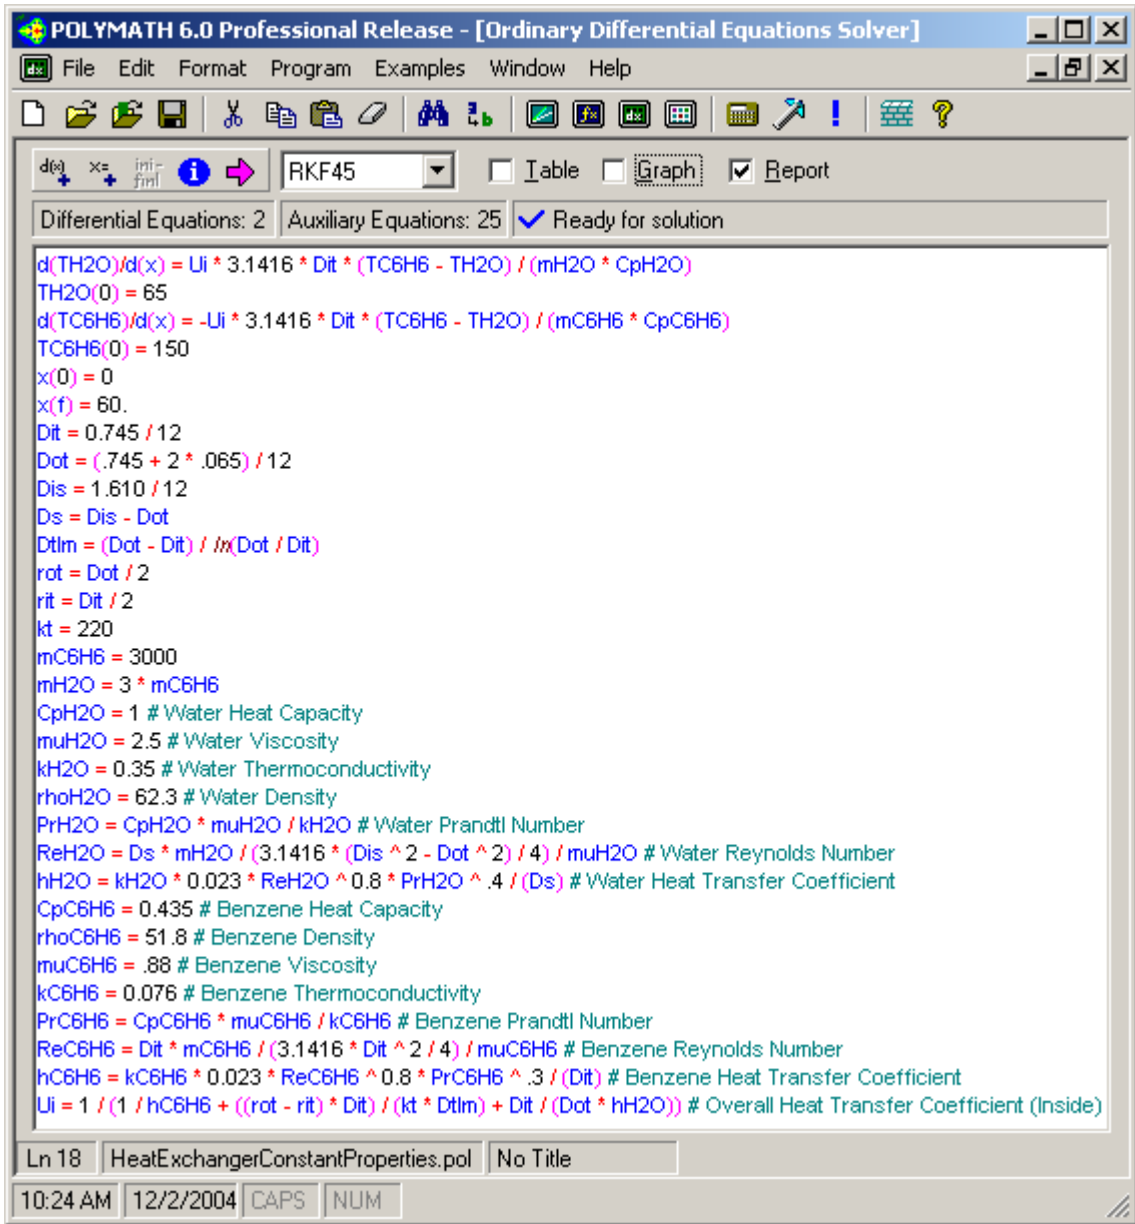 POLYMATH 6.0 Professional Release - [Ordinary Differential Equations Solver]
File Edit Format Program Examples Window Help
d(x) x= ini- finl RKF45 Table Graph Report
Differential Equations: 2 Auxiliary Equations: 25 Ready for solution
d(TH2O)/d(x) = Ui * 3.1416 * Dit * (TC6H6 - TH2O) / (mH2O * CpH2O)
TH2O(0) = 65
d(TC6H6)/d(x) = -Ui * 3.1416 * Dit * (TC6H6 - TH2O) / (mC6H6 * CpC6H6)
TC6H6(0) = 150
x(0) = 0
x(f) = 60.
Dit = 0.745 / 12
Dot = (.745 + 2 * .065) / 12
Dis = 1.610 / 12
Ds = Dis - Dot
Dtlm = (Dot - Dit) / ln(Dot / Dit)
rot = Dot / 2
rit = Dit / 2
kt = 220
mC6H6 = 3000
mH2O = 3 * mC6H6
CpH2O = 1 # Water Heat Capacity
muH2O = 2.5 # Water Viscosity
kH2O = 0.35 # Water Thermoconductivity
rhoH2O = 62.3 # Water Density
PrH2O = CpH2O * muH2O / kH2O # Water Prandtl Number
ReH2O = Ds * mH2O / (3.1416 * (Dis ^ 2 - Dot ^ 2) / 4) / muH2O # Water Reynolds Number
hH2O = kH2O * 0.023 * ReH2O ^ 0.8 * PrH2O ^ .4 / (Ds) # Water Heat Transfer Coefficient
CpC6H6 = 0.435 # Benzene Heat Capacity
rhoC6H6 = 51.8 # Benzene Density
muC6H6 = .88 # Benzene Viscosity
kC6H6 = 0.076 # Benzene Thermoconductivity
PrC6H6 = CpC6H6 * muC6H6 / kC6H6 # Benzene Prandtl Number
ReC6H6 = Dit * mC6H6 / (3.1416 * Dit ^ 2 / 4) / muC6H6 # Benzene Reynolds Number
hC6H6 = kC6H6 * 0.023 * ReC6H6 ^ 0.8 * PrC6H6 ^ .3 / (Dit) # Benzene Heat Transfer Coefficient
Ui = 1 / (1 / hC6H6 + ((rot - rit) * Dit) / (kt * Dtlm) + Dit / (Dot * hH2O)) # Overall Heat Transfer Coefficient (Inside)
Ln 18 HeatExchangerConstantProperties.pol No Title
10:24 AM 12/2/2004 CAPS NUM